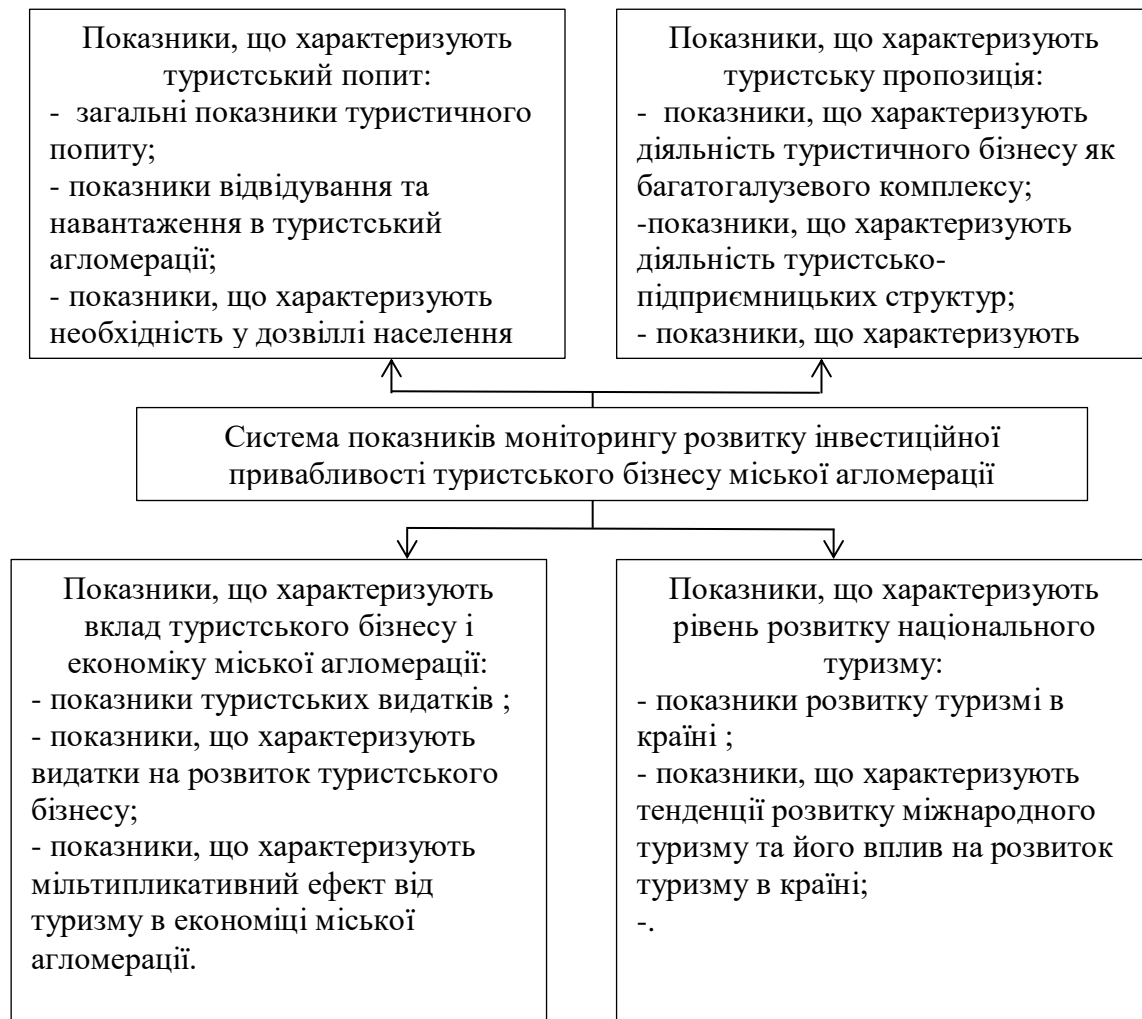 Показники, що характеризують
туристський попит:
- загальні показники туристичного
попиту;
- показники відвідування та
навантаження в туристський
агломерації;
- показники, що характеризують
необхідність у дозвіллі населення
Показники, що характеризують
туристську пропозиція:
- показники, що характеризують
діяльність туристичного бізнесу як
багатогалузевого комплексу;
-показники, що характеризують
діяльність туристсько-
підприємницьких структур;
- показники, що характеризують
Система показників моніторингу розвитку інвестиційної
привабливості туристського бізнесу міської агломерації
Показники, що характеризують
вклад туристського бізнесу і
економіку міської агломерації:
- показники туристських видатків ;
- показники, що характеризують
видатки на розвиток туристського
бізнесу;
- показники, що характеризують
мільтипликативний ефект від
туризму в економіці міської
агломерації.
Показники, що характеризують
рівень розвитку національного
туризму:
- показники розвитку туризмі в
країні ;
- показники, що характеризують
тенденції розвитку міжнародного
туризму та його вплив на розвиток
туризму в країні;
-.